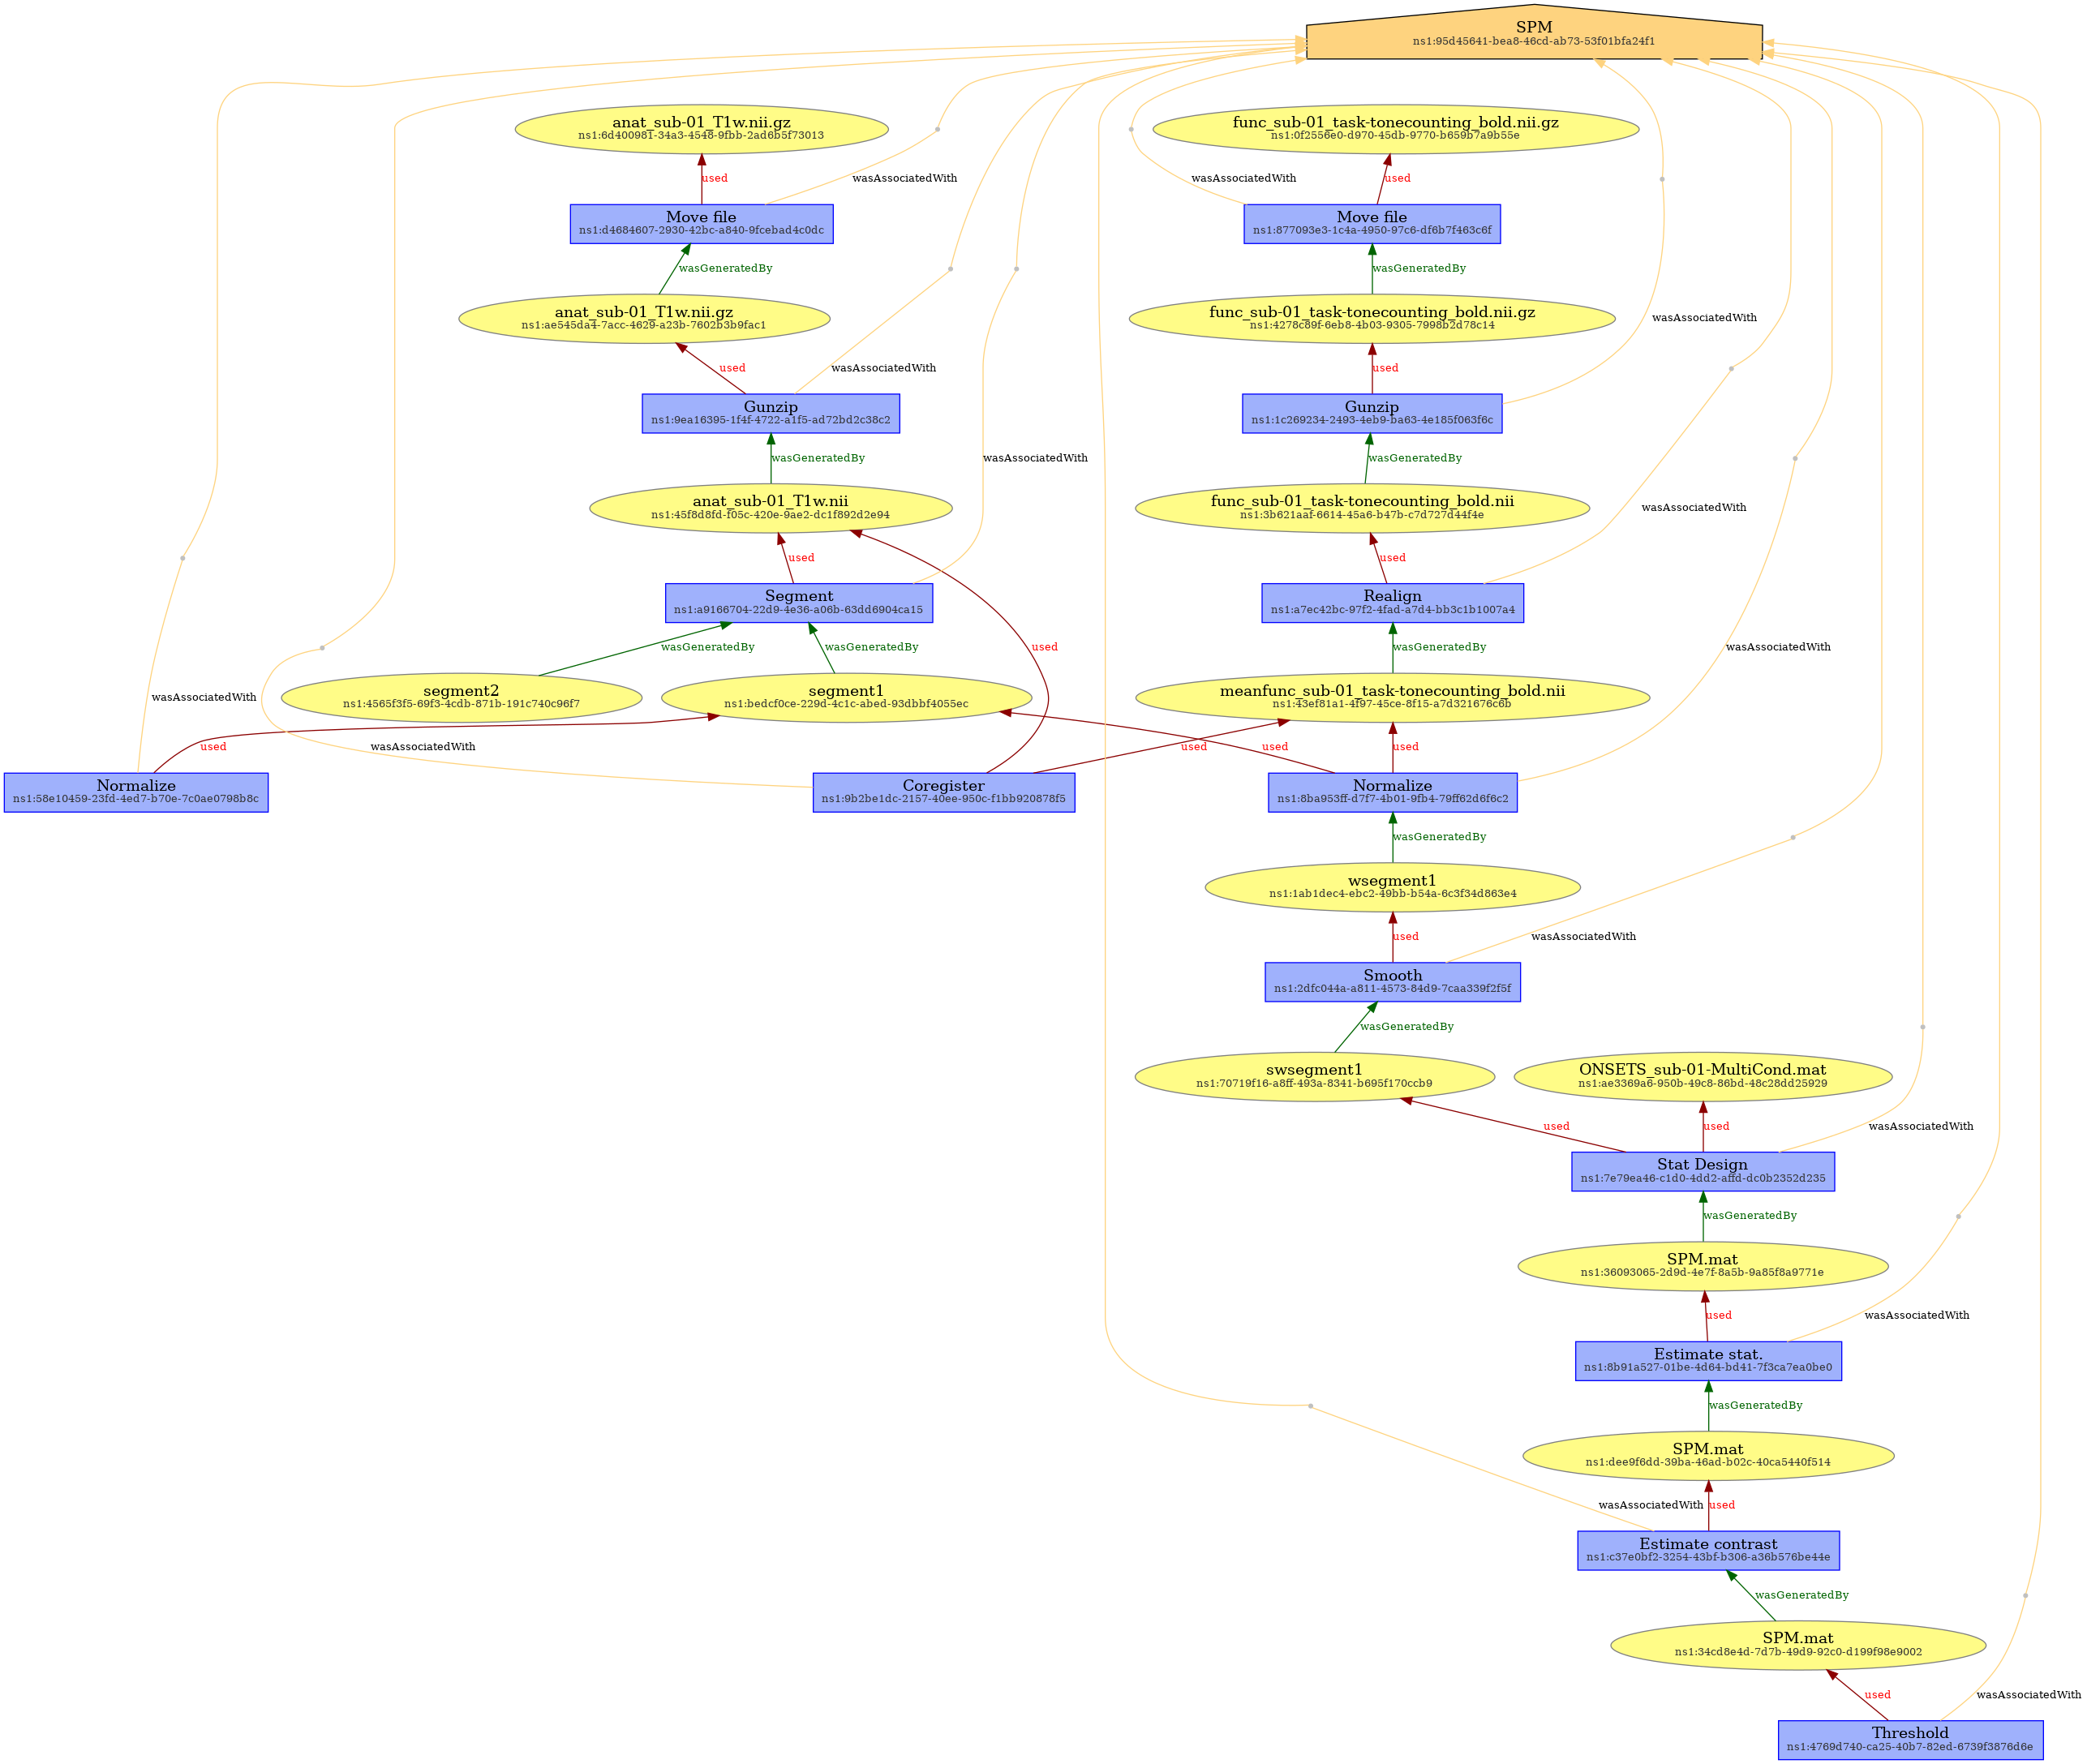 SPM
ns1:95d45641-bea8-46cd-ab73-53f01bfa24f1
anat_sub-01_T1w.nii.gz
ns1:6d400981-34a3-4548-9fbb-2ad6b5f73013
func_sub-01_task-tonecounting_bold.nii.gz
ns1:0f2556e0-d970-45db-9770-b659b7a9b55e
used
wasAssociatedWith
wasAssociatedWith
used
Move file
ns1:d4684607-2930-42bc-a840-9fcebad4c0dc
Move file
ns1:877093e3-1c4a-4950-97c6-df6b7f463c6f
wasGeneratedBy
wasGeneratedBy
anat_sub-01_T1w.nii.gz
ns1:ae545da4-7acc-4629-a23b-7602b3b9fac1
func_sub-01_task-tonecounting_bold.nii.gz
ns1:4278c89f-6eb8-4b03-9305-7998b2d78c14
wasAssociatedWith
used
wasAssociatedWith
used
Gunzip
ns1:9ea16395-1f4f-4722-a1f5-ad72bd2c38c2
Gunzip
ns1:1c269234-2493-4eb9-ba63-4e185f063f6c
wasGeneratedBy
wasAssociatedWith
wasGeneratedBy
anat_sub-01_T1w.nii
ns1:45f8d8fd-f05c-420e-9ae2-dc1f892d2e94
func_sub-01_task-tonecounting_bold.nii
ns1:3b621aaf-6614-45a6-b47b-c7d727d44f4e
wasAssociatedWith
used
used
Segment
ns1:a9166704-22d9-4e36-a06b-63dd6904ca15
Realign
ns1:a7ec42bc-97f2-4fad-a7d4-bb3c1b1007a4
wasGeneratedBy
wasGeneratedBy
used
wasGeneratedBy
wasAssociatedWith
segment2
ns1:4565f3f5-69f3-4cdb-871b-191c740c96f7
segment1
ns1:bedcf0ce-229d-4c1c-abed-93dbbf4055ec
meanfunc_sub-01_task-tonecounting_bold.nii
ns1:43ef81a1-4f97-45ce-8f15-a7d321676c6b
wasAssociatedWith
used
wasAssociatedWith
used
used
used
Normalize
ns1:58e10459-23fd-4ed7-b70e-7c0ae0798b8c
Coregister
ns1:9b2be1dc-2157-40ee-950c-f1bb920878f5
Normalize
ns1:8ba953ff-d7f7-4b01-9fb4-79ff62d6f6c2
wasGeneratedBy
wsegment1
ns1:1ab1dec4-ebc2-49bb-b54a-6c3f34d863e4
used
wasAssociatedWith
Smooth
ns1:2dfc044a-a811-4573-84d9-7caa339f2f5f
wasGeneratedBy
swsegment1
ns1:70719f16-a8ff-493a-8341-b695f170ccb9
ONSETS_sub-01-MultiCond.mat
ns1:ae3369a6-950b-49c8-86bd-48c28dd25929
used
used
wasAssociatedWith
Stat Design
ns1:7e79ea46-c1d0-4dd2-affd-dc0b2352d235
wasGeneratedBy
SPM.mat
ns1:36093065-2d9d-4e7f-8a5b-9a85f8a9771e
used
wasAssociatedWith
Estimate stat.
ns1:8b91a527-01be-4d64-bd41-7f3ca7ea0be0
wasGeneratedBy
SPM.mat
ns1:dee9f6dd-39ba-46ad-b02c-40ca5440f514
wasAssociatedWith
used
Estimate contrast
ns1:c37e0bf2-3254-43bf-b306-a36b576be44e
wasGeneratedBy
SPM.mat
ns1:34cd8e4d-7d7b-49d9-92c0-d199f98e9002
used
wasAssociatedWith
Threshold
ns1:4769d740-ca25-40b7-82ed-6739f3876d6e